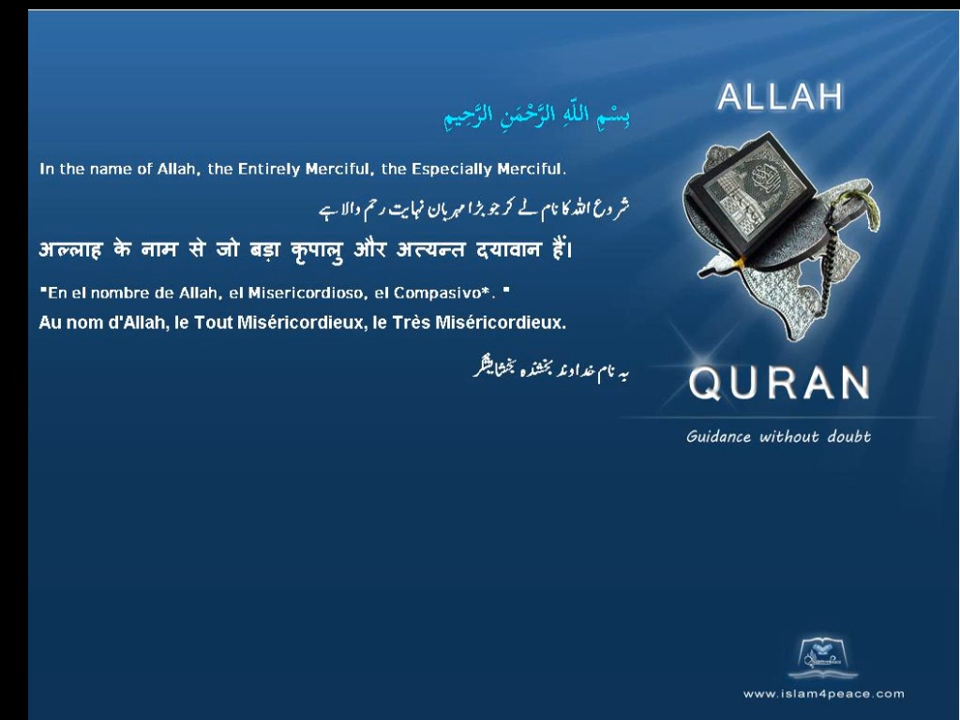 بِسْمِ اللَّهِ الرَّحْمَنِ الرَّحِيمِ
In the name of Allah, the Entirely Merciful, the Especially Merciful.
شروع الله کا نام لے کر جو بڑا مہربان نہایت رحم والا ہے
अल्लाह के नाम से जो बड़ा कृपालु और अत्यन्त दयावान हैं।
"En el nombre de Allah, el Misericordioso, el Compasivo*. "
Au nom d'Allah, le Tout Miséricordieux, le Très Miséricordieux.
به نام خداوند بخشنده بخشایشگر
ALLAH
QURAN
Guidance without doubt
www.islam4peace.com